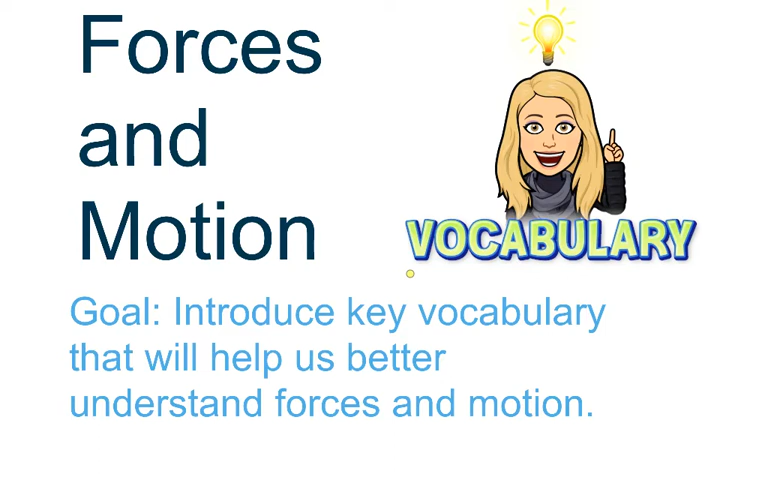 Forces
and
Motion
VOCABULARY
Goal: Introduce key vocabulary
that will help us better
understand forces and motion.